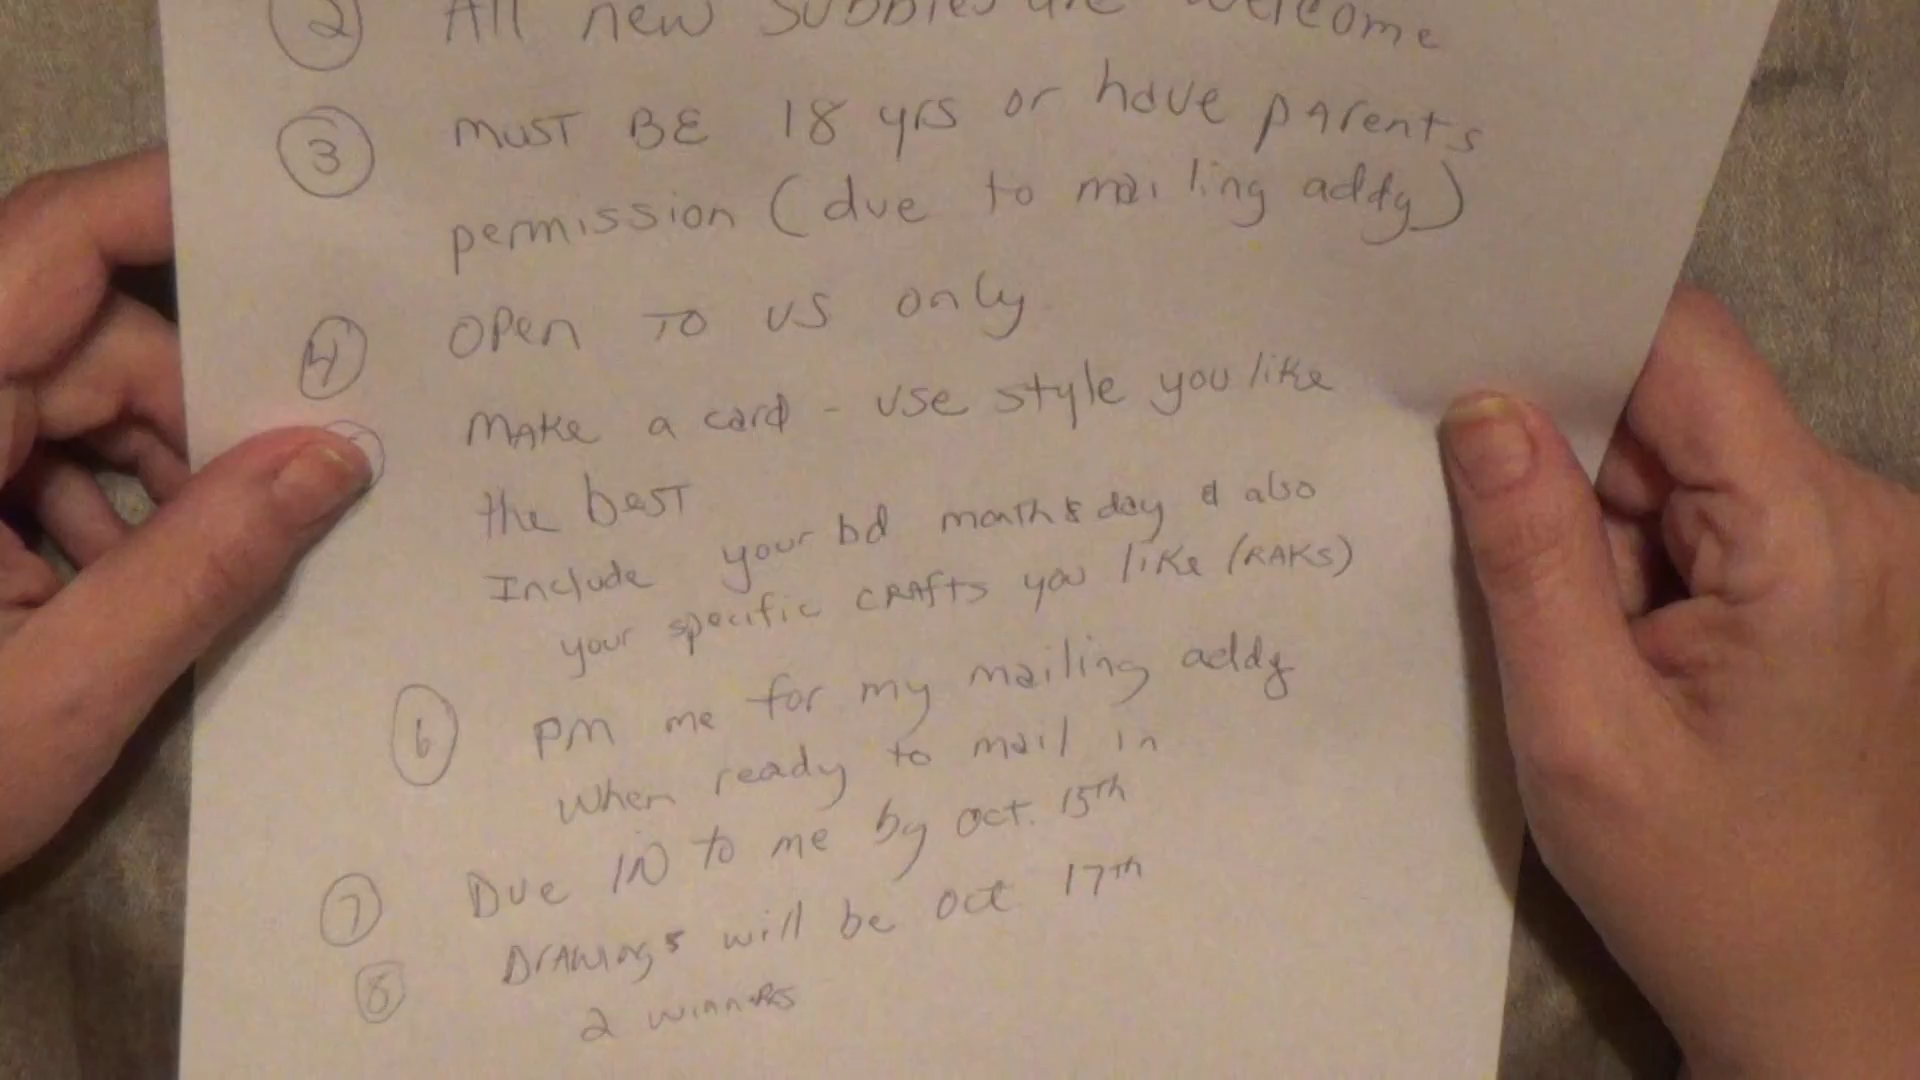 2 All new subbies are welcome
3 MUST BE 18 yrs or have parents
permission (due to mailing addy)
4 OPEN TO US only
MAKE a card - use style you like
the best
Include your bd month & day & also
your specific CRAFTS you like (RAKS)
6 PM me for my mailing addy
when ready to mail in
7 Due IN to me by oct. 15th
8 DRAWINGS will be oct 17th
2 winners